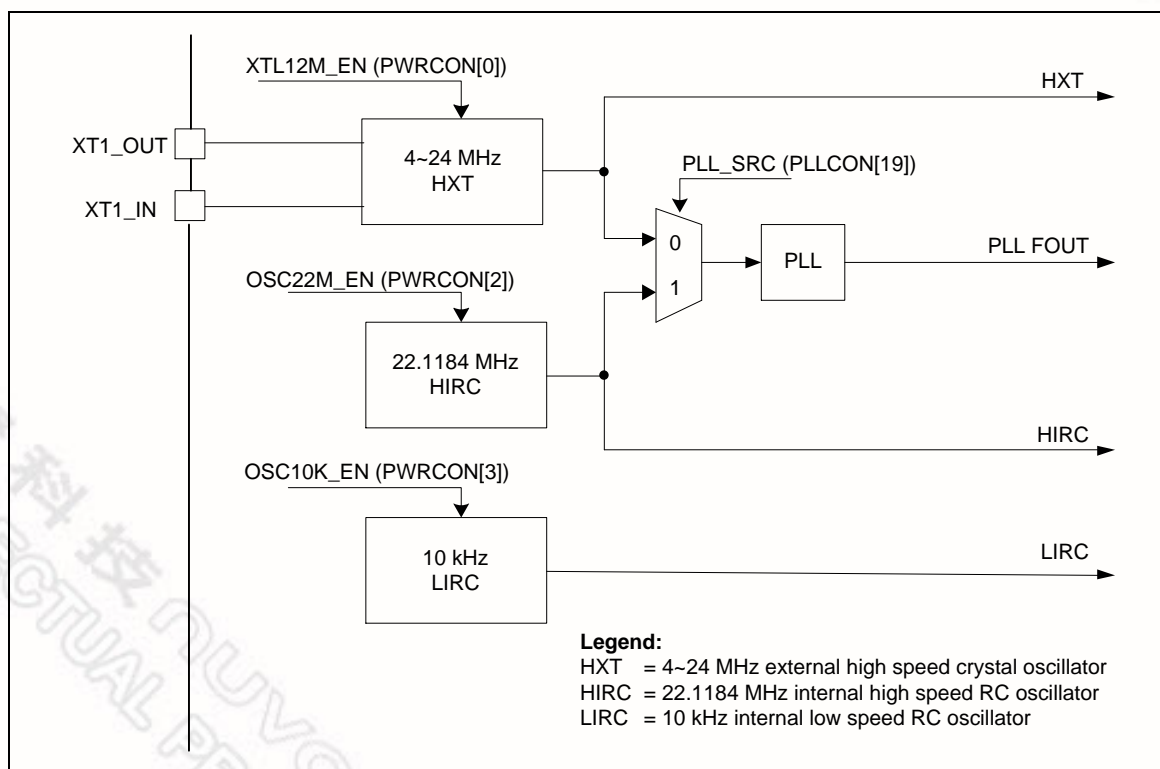 XTL12M_EN (PWRCON[0])
HXT
XT1_OUT
4~24 MHz
HXT
PLL_SRC (PLLCON[19])
XT1_IN
0
1
PLL
PLL FOUT
OSC22M_EN (PWRCON[2])
22.1184 MHz
HIRC
HIRC
OSC10K_EN (PWRCON[3])
10 kHz
LIRC
LIRC
Legend:
HXT = 4~24 MHz external high speed crystal oscillator
HIRC = 22.1184 MHz internal high speed RC oscillator
LIRC = 10 kHz internal low speed RC oscillator
科技